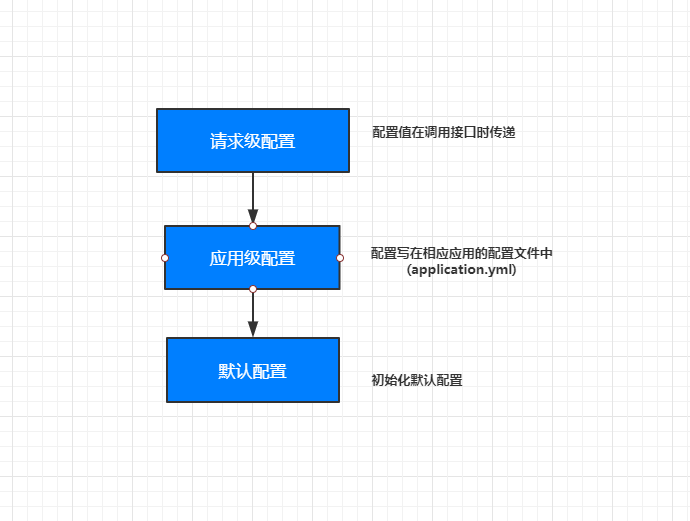 请求级配置
配置值在调用接口时传递
应用级配置
配置写在相应应用的配置文件中
(application.yml)
默认配置
初始化默认配置